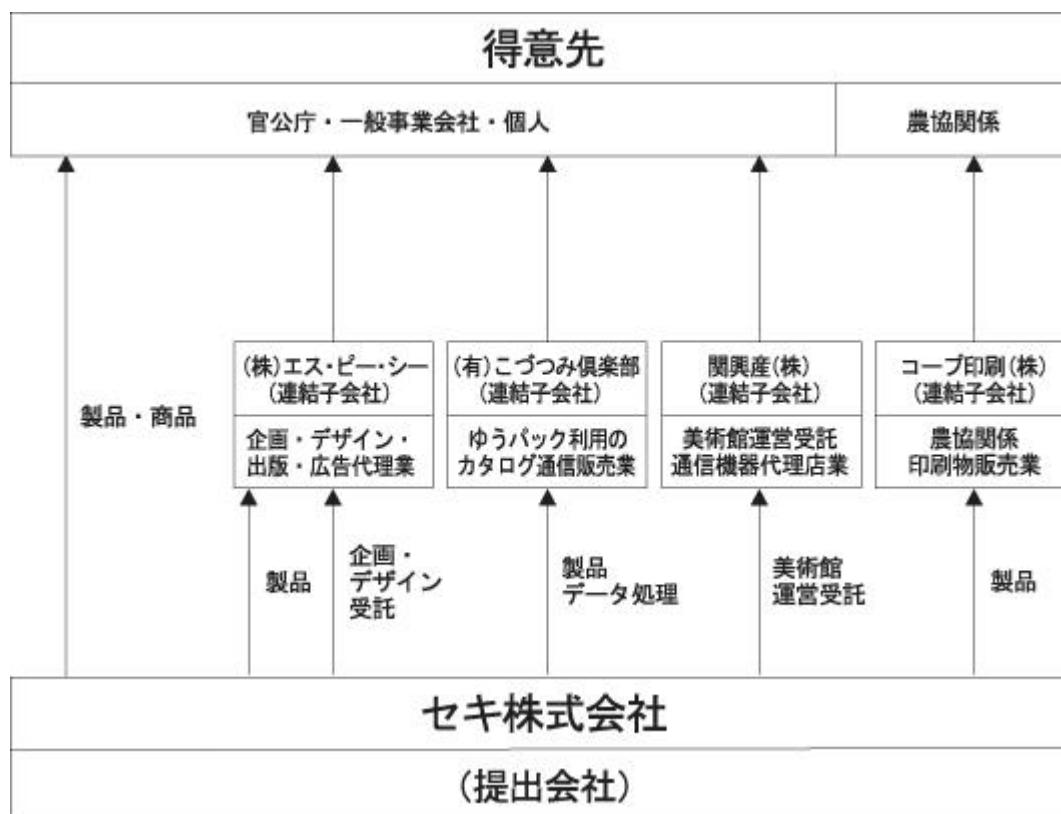 得意先
官公庁・一般事業会社・個人
農協関係
(株)エス・ピー・シー
(連結子会社)
企画・デザイン・
出版・広告代理業
(有)こづつみ倶楽部
(連結子会社)
ゆうパック利用の
カタログ通信販売業
関興産(株)
(連結子会社)
美術館運営受託
通信機器代理店業
コープ印刷(株)
(連結子会社)
農協関係
印刷物販売業
製品・商品
製品
企画・
デザイン
受託
製品
データ処理
美術館
運営受託
製品
セキ株式会社
(提出会社)